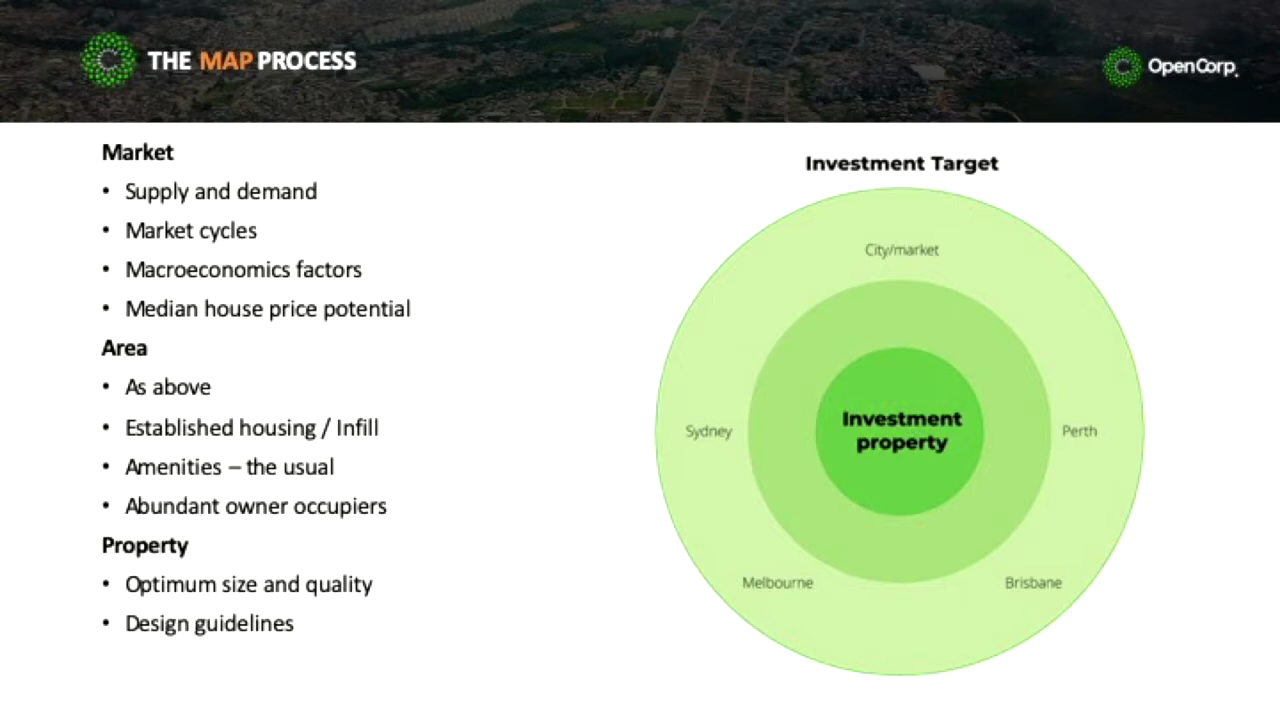 THE MAP PROCESS
OpenCorp.
Market
• Supply and demand
• Market cycles
• Macroeconomics factors
• Median house price potential
Area
• As above
• Established housing / Infill
• Amenities – the usual
• Abundant owner occupiers
Property
• Optimum size and quality
• Design guidelines
Investment Target
City/market
Sydney
Investment
property
Perth
Melbourne
Brisbane